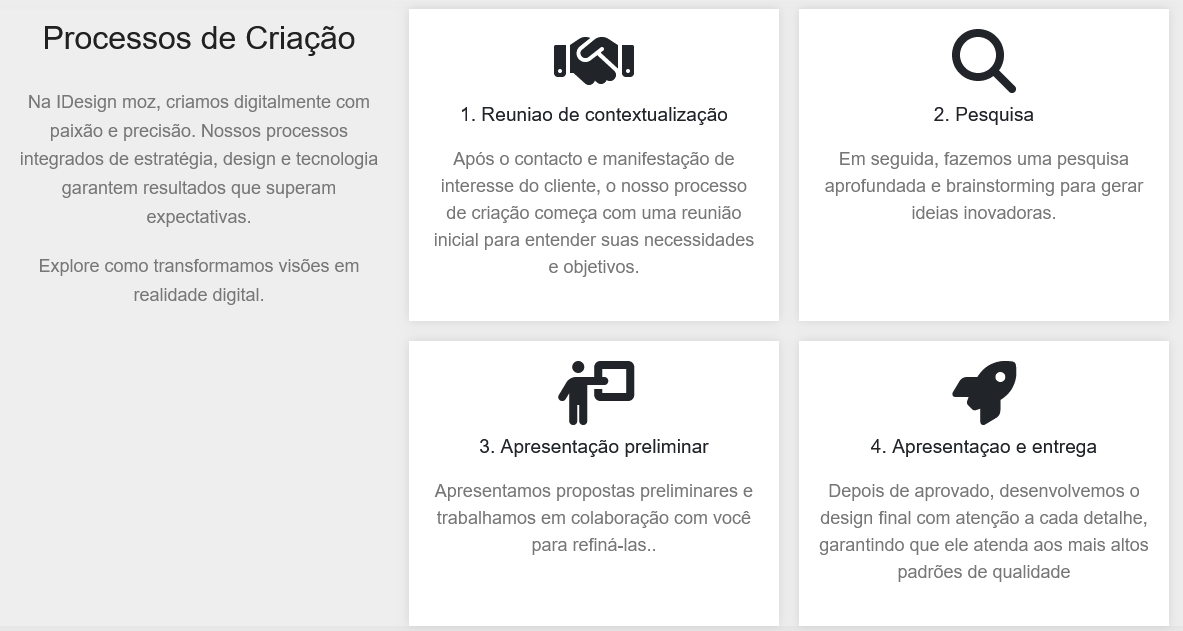 Processos de Criação
Na IDesign moz, criamos digitalmente com
paixão e precisão. Nossos processos
integrados de estratégia, design e tecnologia
garantem resultados que superam
expectativas.
Explore como transformamos visões em
realidade digital.
1. Reuniao de contextualização
Após o contacto e manifestação de
interesse do cliente, o nosso processo
de criação começa com uma reunião
inicial para entender suas necessidades
e objetivos.
2. Pesquisa
Em seguida, fazemos uma pesquisa
aprofundada e brainstorming para gerar
ideias inovadoras.
3. Apresentação preliminar
Apresentamos propostas preliminares e
trabalhamos em colaboração com você
para refiná-las..
4. Apresentaçao e entrega
Depois de aprovado, desenvolvemos o
design final com atenção a cada detalhe,
garantindo que ele atenda aos mais altos
padrões de qualidade